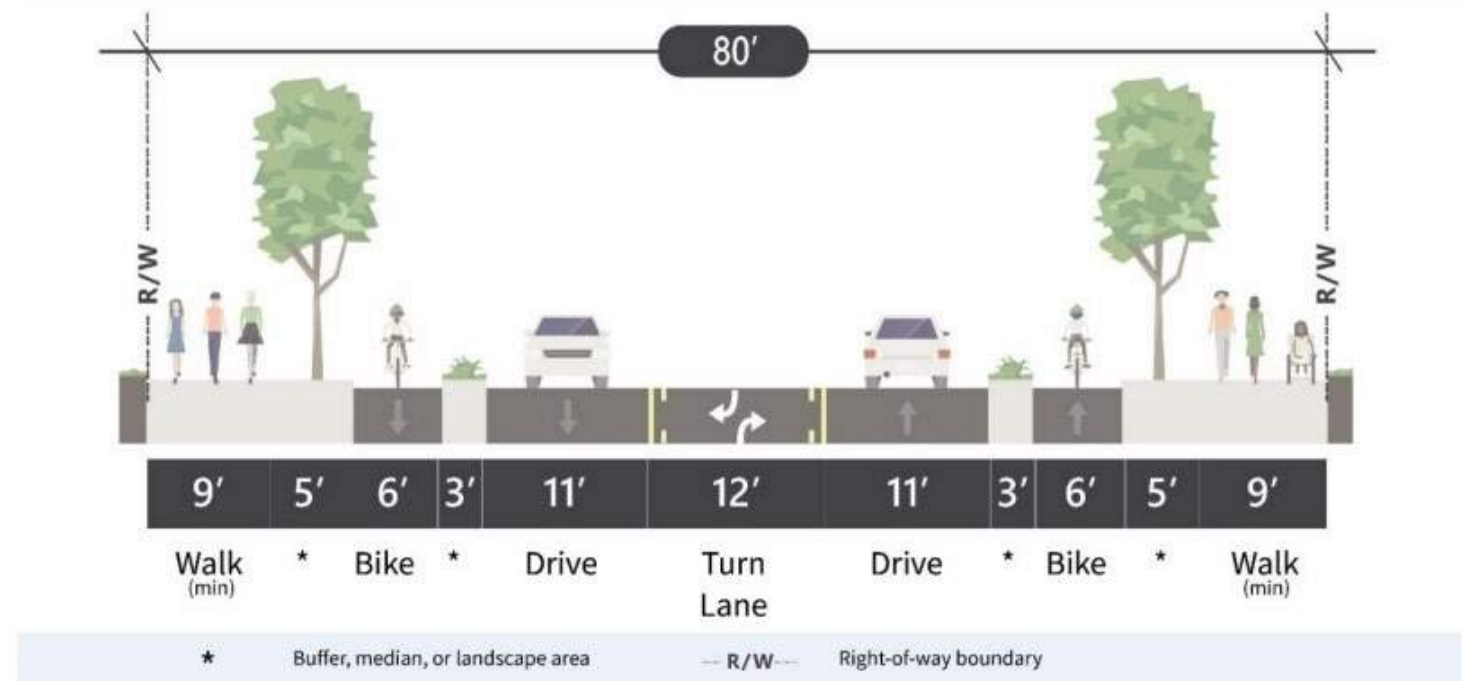 80'
R/W
R/W
9' 5' 6' 3' 11' 12' 11' 3' 6' 5' 9'
Walk * Bike * Drive Turn Drive * Bike * Walk
(min) Lane (min)
* Buffer, median, or landscape area -- R/W-- Right-of-way boundary